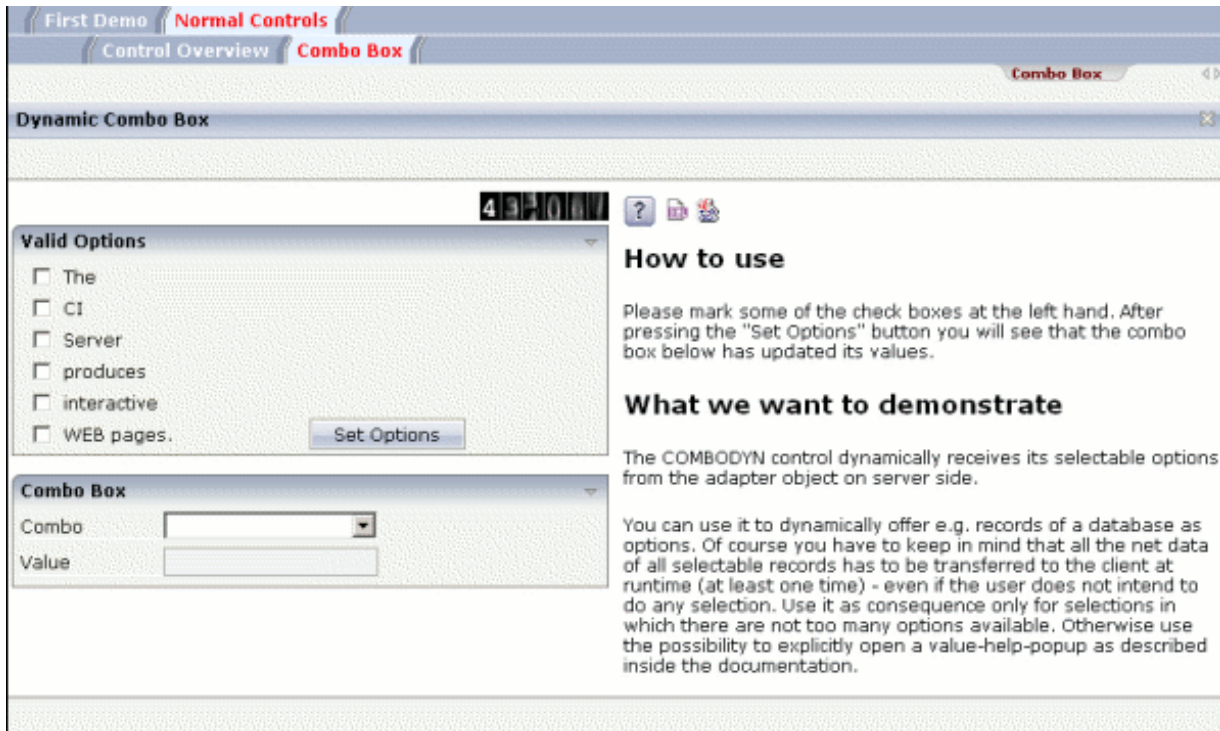 First Demo Normal Controls
Control Overview Combo Box
Combo Box
Dynamic Combo Box
?
Valid Options
The
CI
Server
produces
interactive
WEB pages.
Set Options
Combo Box
Combo
Value
How to use
Please mark some of the check boxes at the left hand. After
pressing the "Set Options" button you will see that the combo
box below has updated its values.
What we want to demonstrate
The COMBODYN control dynamically receives its selectable options
from the adapter object on server side.
You can use it to dynamically offer e.g. records of a database as
options. Of course you have to keep in mind that all the net data
of all selectable records has to be transferred to the client at
runtime (at least one time) - even if the user does not intend to
do any selection. Use it as consequence only for selections in
which there are not too many options available. Otherwise use
the possibility to explicitly open a value-help-popup as described
inside the documentation.